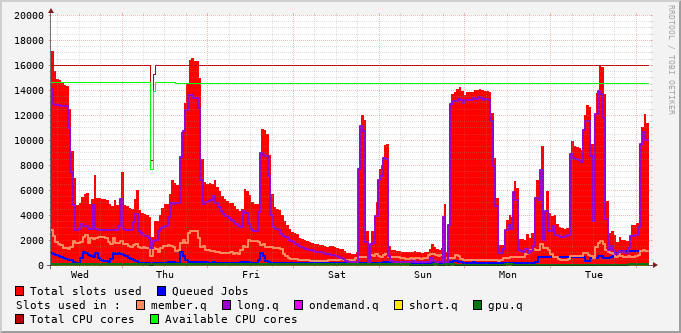 RRDTOOL / TOBI OETIKER
20000
18000
16000
14000
12000
10000
8000
6000
4000
2000
0
Wed Thu Fri Sat Sun Mon Tue
Total slots used Queued Jobs
Slots used in : member.q long.q ondemand.q short.q gpu.q
Total CPU cores Available CPU cores